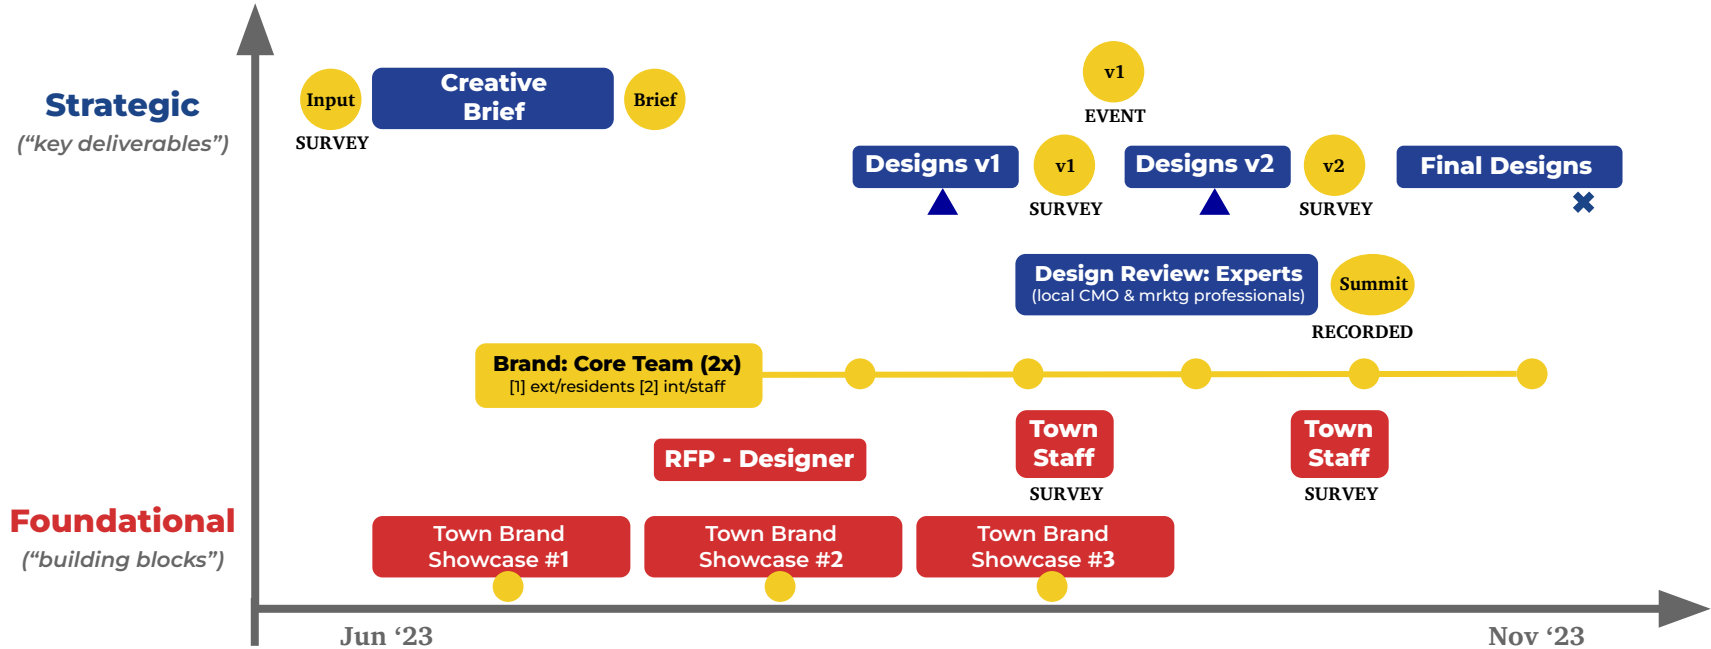 Strategic
(“key deliverables”)
Input
SURVEY
Creative
Brief
Brief
v1
EVENT
Designs v1
v1
SURVEY
Designs v2
v2
SURVEY
Final Designs
Design Review: Experts
(local CMO & mrktg professionals)
Summit
RECORDED
Brand: Core Team (2x)
[1] ext/residents [2] int/staff
RFP - Designer
Town
Staff
SURVEY
Town
Staff
SURVEY
Foundational
(“building blocks”)
Town Brand
Showcase #1
Town Brand
Showcase #2
Town Brand
Showcase #3
Jun ‘23
Nov ‘23